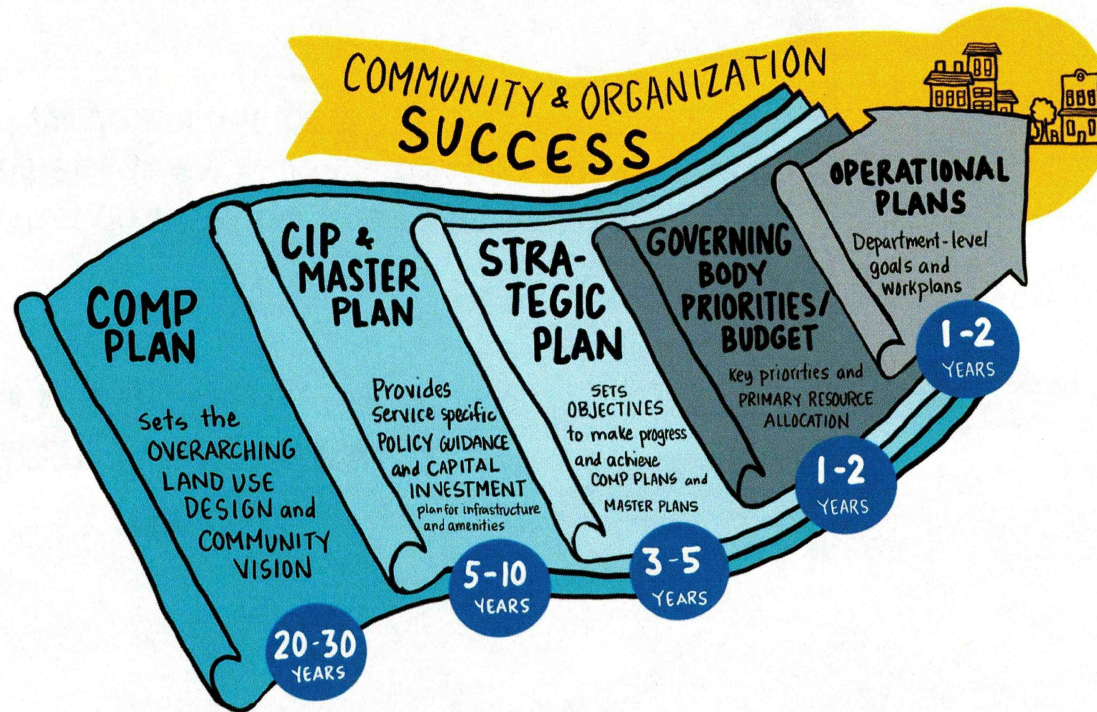 COMMUNITY & ORGANIZATION
SUCCESS
COMP
PLAN
Sets the
OVERARCHING
LAND USE
DESIGN and
COMMUNITY
VISION
20-30
YEARS
CIP &
MASTER
PLAN
Provides
Service specific
POLICY GUIDANCE
and CAPITAL
INVESTMENT
plan for infrastructure
and amenities
5-10
YEARS
STRA-
TEGIC
PLAN
SETS
OBJECTIVES
to make progress
and achieve
COMP PLANS and
MASTER PLANS
3-5
YEARS
GOVERNING
BODY
PRIORITIES/
BUDGET
Key priorities and
PRIMARY RESOURCE
ALLOCATION
1-2
YEARS
OPERATIONAL
PLANS
Department-level
goals and
workplans
1-2
YEARS